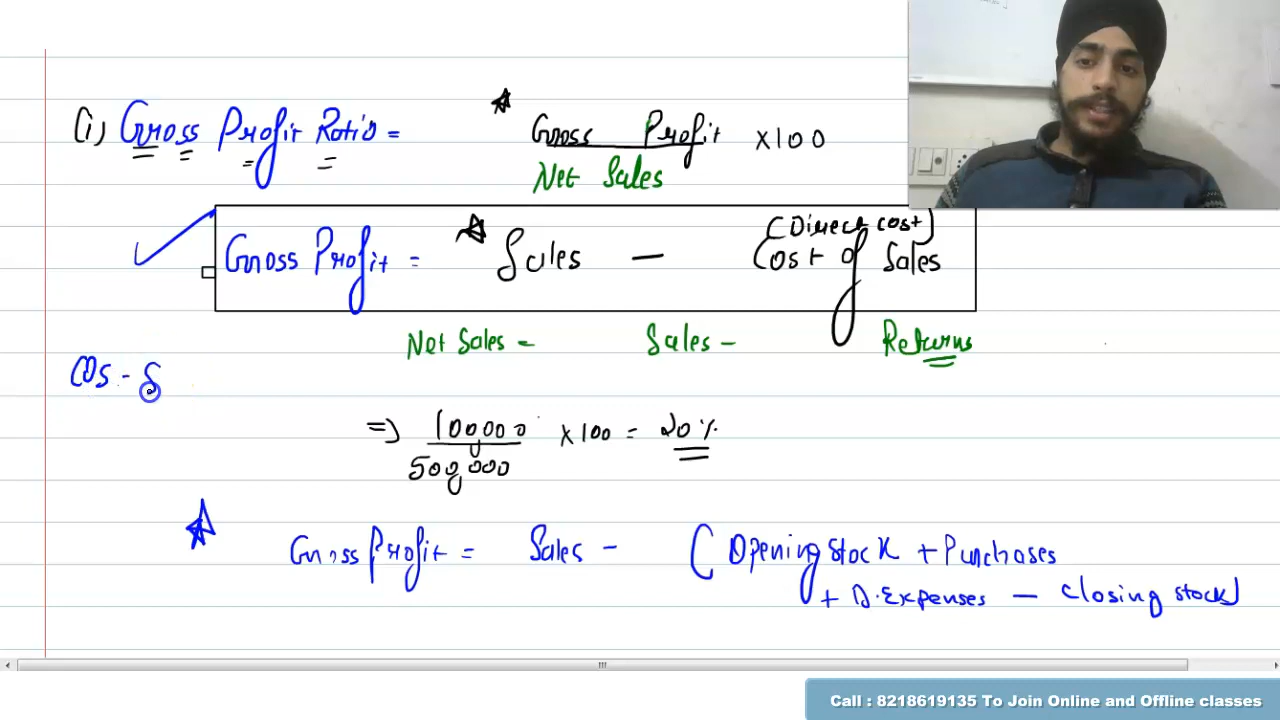 (i) Gross Profit Ratio = Gross Profit x100
Net Sales
(Direct cost)
Gross Profit = Sales — Cost of Sales
Net Sales = Sales – Returns
COS - S
=> 100000 x100 = 20%
500,000
Gross Profit = Sales – (Opening stock + Purchases
+ D.Expenses — closing stock)
Call : 8218619135 To Join Online and Offline classes